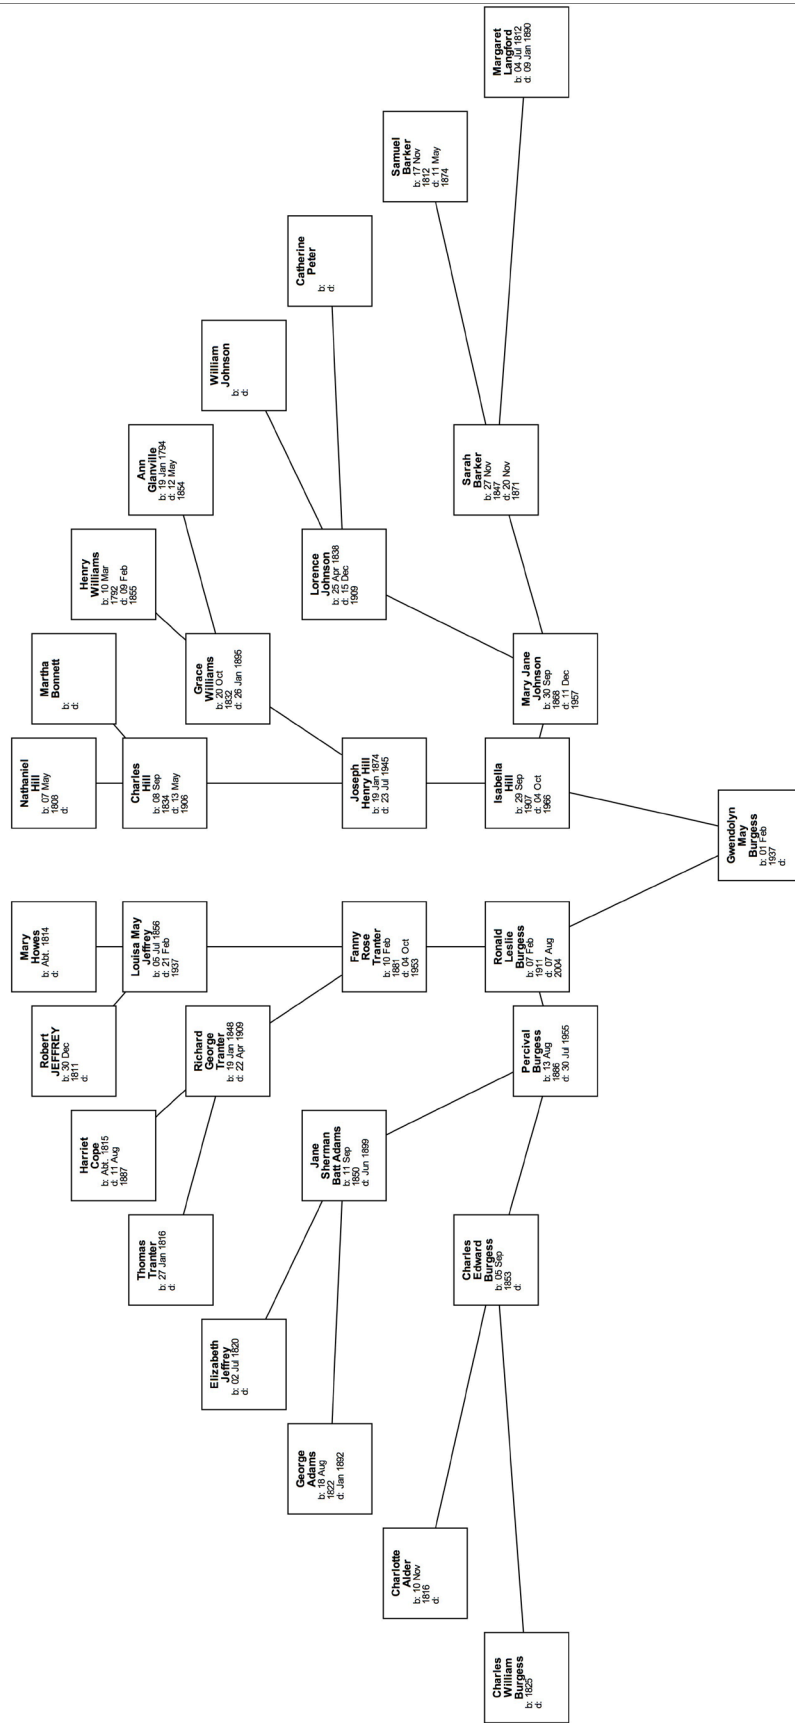 Margaret
Langford
b: 04 Jul 1812
d: 09 Jan 1890
Samuel
Barker
b: 17 Nov
1812
d: 11 May
1874
Catherine
Peter
b:
d:
William
Johnson
b:
d:
Ann
Glanville
b: 19 Jan 1794
d: 12 May
1854
Sarah
Barker
b: 27 Nov
1847
d: 20 Nov
1871
Henry
Williams
b: 10 Mar
1792
d: 09 Feb
1855
Lorence
Johnson
b: 25 Apr 1838
d: 15 Dec
1909
Martha
Bonnett
b:
d:
Grace
Williams
b: 20 Oct
1832
d: 26 Jan 1895
Mary Jane
Johnson
b: 30 Sep
1868
d: 11 Dec
1957
Nathaniel
Hill
b: 07 May
1808
d:
Charles
Hill
b: 08 Sep
1834
d: 13 May
1906
Joseph
Henry Hill
b: 19 Jan 1874
d: 23 Jul 1945
Isabella
Hill
b: 29 Sep
1907
d: 04 Oct
1966
Gwendolyn
May
Burgess
b: 01 Feb
1937
d:
Mary
Howes
b: Abt. 1814
d:
Louisa May
Jeffrey
b: 05 Jul 1856
d: 21 Feb
1937
Fanny
Rose
Tranter
b: 10 Feb
1881
d: 04 Oct
1953
Ronald
Leslie
Burgess
b: 07 Feb
1911
d: 07 Aug
2004
Robert
JEFFREY
b: 30 Dec
1811
d:
Richard
George
Tranter
b: 19 Jan 1848
d: 22 Apr 1909
Percival
Burgess
b: 13 Aug
1886
d: 30 Jul 1955
Harriet
Cope
b: Abt. 1815
d: 11 Aug
1887
Jane
Sherman
Batt Adams
b: 11 Sep
1850
d: Jun 1899
Thomas
Tranter
b: 27 Jan 1816
d:
Charles
Edward
Burgess
b: 05 Sep
1853
d:
Elizabeth
Jeffrey
b: 02 Jul 1820
d:
George
Adams
b: 18 Aug
1822
d: Jan 1892
Charlotte
Alder
b: 10 Nov
1816
d:
Charles
William
Burgess
b: 1825
d: